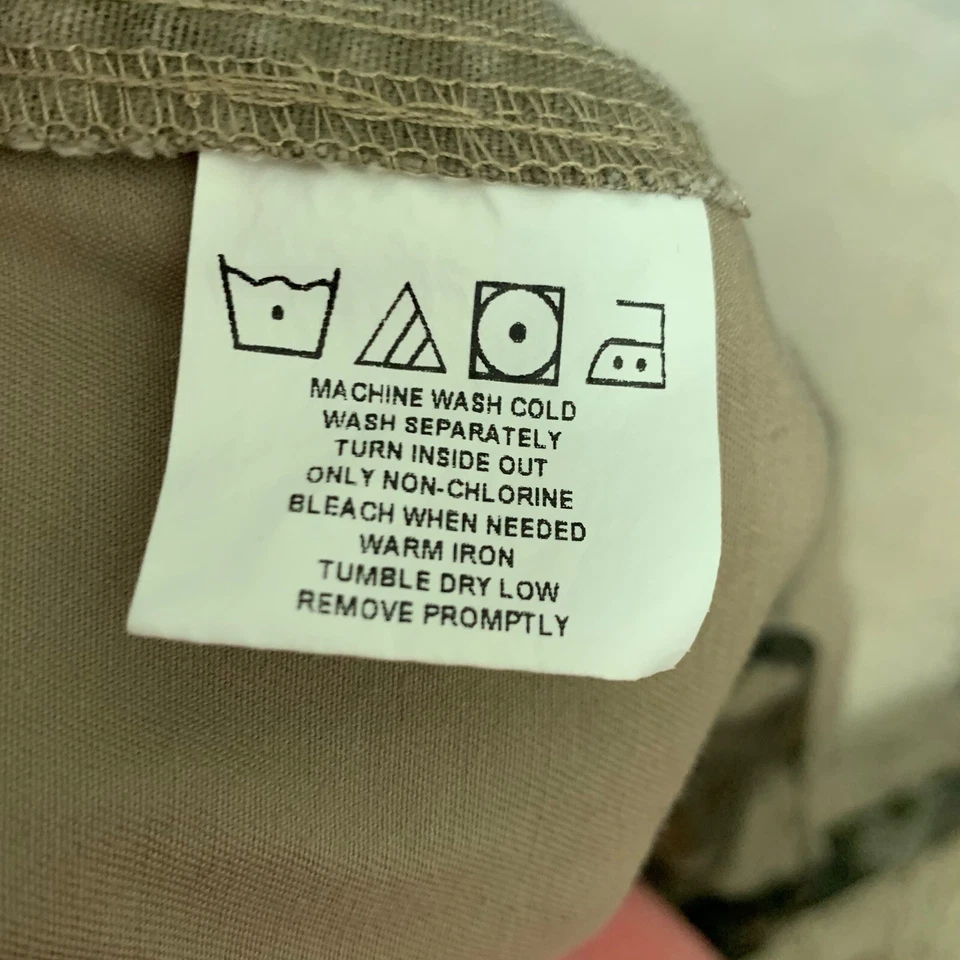 MACHINE WASH COLD
WASH SEPARATELY
TURN INSIDE OUT
ONLY NON-CHLORINE
BLEACH WHEN NEEDED
WARM IRON
TUMBLE DRY LOW
REMOVE PROMPTLY